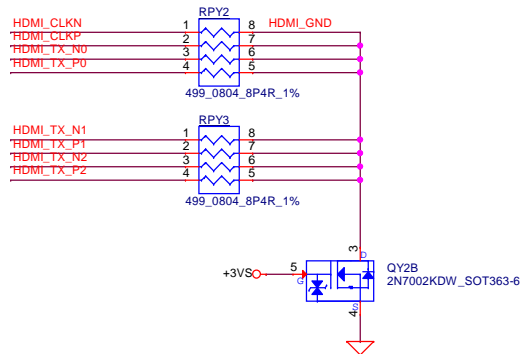 RPY2
HDMI_CLKN 1 8 HDMI_GND
HDMI_CLKP 2 7
HDMI_TX_N0 3 6
HDMI_TX_P0 4 5
499_0804_8P4R_1%
RPY3
HDMI_TX_N1 1 8
HDMI_TX_P1 2 7
HDMI_TX_N2 3 6
HDMI_TX_P2 4 5
499_0804_8P4R_1%
3 D
+3VS 5 G
QY2B
2N7002KDW_SOT363-6
4 S